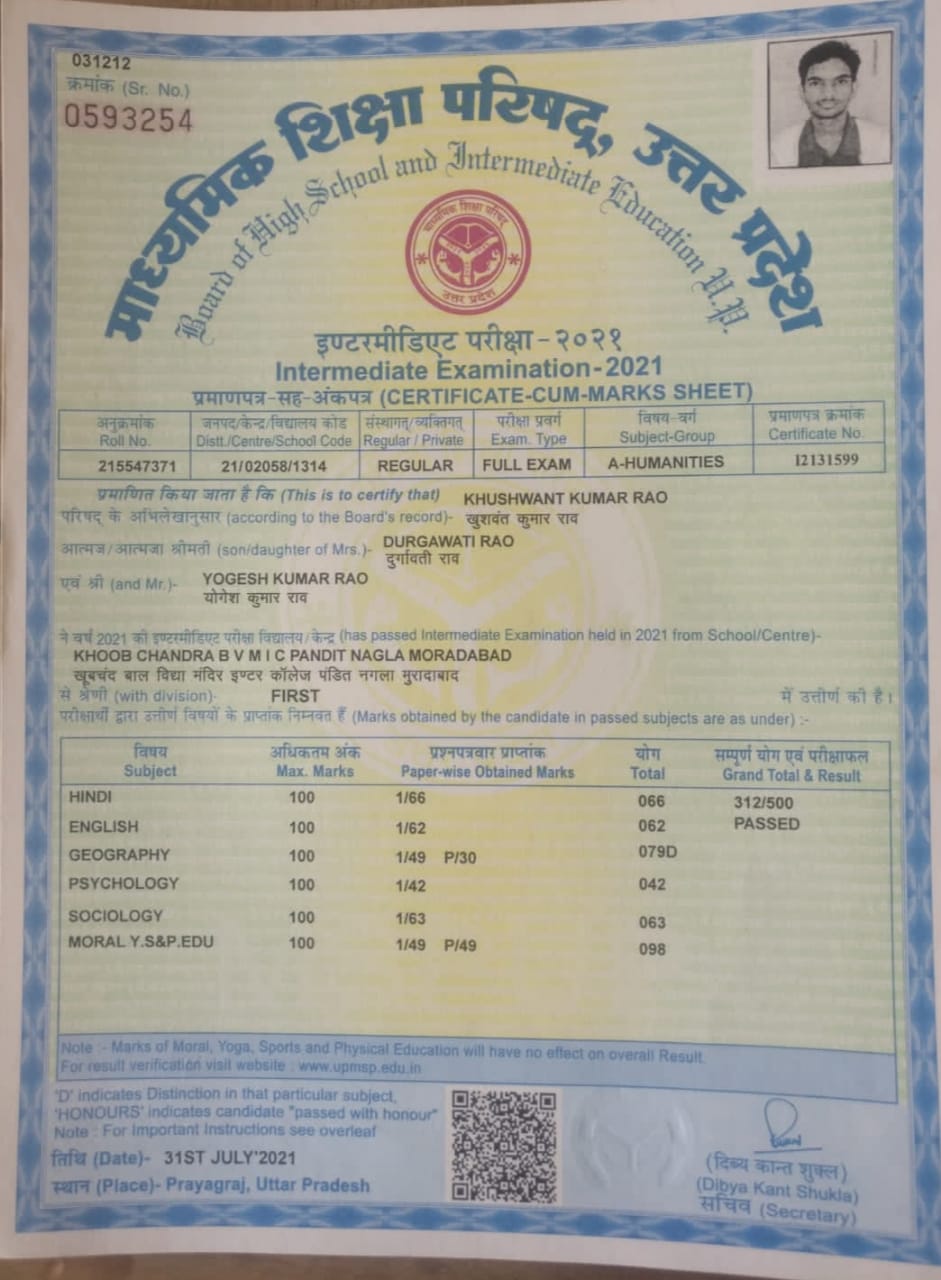 031212
क्रमांक (Sr. No.)
0593254
माध्यमिक शिक्षा परिषद्, उत्तर प्रदेश
Board of High School and Intermediate Education U.P.
माध्यमिक शिक्षा परिषद्
उत्तर प्रदेश
इण्टरमीडिएट परीक्षा - २०२१
Intermediate Examination - 2021
प्रमाणपत्र-सह-अंकपत्र (CERTIFICATE-CUM-MARKS SHEET)
अनुक्रमांक जनपद/केन्द्र/विद्यालय कोड संस्थागत्/व्यक्तिगत् परीक्षा प्रवर्ग विषय-वर्ग प्रमाणपत्र क्रमांक
Roll No. Distt./Centre/School Code Regular / Private Exam. Type Subject-Group Certificate No.
215547371 21/02058/1314 REGULAR FULL EXAM A-HUMANITIES I2131599
प्रमाणित किया जाता है कि (This is to certify that) KHUSHWANT KUMAR RAO
परिषद् के अभिलेखानुसार (according to the Board's record)- खुशवंत कुमार राव
आत्मज/आत्मजा श्रीमती (son/daughter of Mrs.)- DURGAWATI RAO
दुर्गावती राव
एवं श्री (and Mr.)- YOGESH KUMAR RAO
योगेश कुमार राव
ने वर्ष 2021 की इण्टरमीडिएट परीक्षा विद्यालय/केन्द्र (has passed Intermediate Examination held in 2021 from School/Centre)-
KHOOB CHANDRA B V M I C PANDIT NAGLA MORADABAD
खूबचंद बाल विद्या मंदिर इण्टर कॉलेज पंडित नगला मुरादाबाद
से श्रेणी (with division)- FIRST में उत्तीर्ण की है।
परीक्षार्थी द्वारा उत्तीर्ण विषयों के प्राप्तांक निम्नवत हैं (Marks obtained by the candidate in passed subjects are as under) :-
विषय अधिकतम अंक प्रश्नपत्रवार प्राप्तांक योग सम्पूर्ण योग एवं परीक्षाफल
Subject Max. Marks Paper-wise Obtained Marks Total Grand Total & Result
HINDI 100 1/66 066 312/500
ENGLISH 100 1/62 062 PASSED
GEOGRAPHY 100 1/49 P/30 079D
PSYCHOLOGY 100 1/42 042
SOCIOLOGY 100 1/63 063
MORAL Y.S&P.EDU 100 1/49 P/49 098
Note :- Marks of Moral, Yoga, Sports and Physical Education will have no effect on overall Result.
For result verification visit website : www.upmsp.edu.in
'D' indicates Distinction in that particular subject,
'HONOURS' indicates candidate "passed with honour"
Note : For Important Instructions see overleaf
तिथि (Date)- 31ST JULY'2021
स्थान (Place)- Prayagraj, Uttar Pradesh
(दिब्य कान्त शुक्ल)
(Dibya Kant Shukla)
सचिव (Secretary)